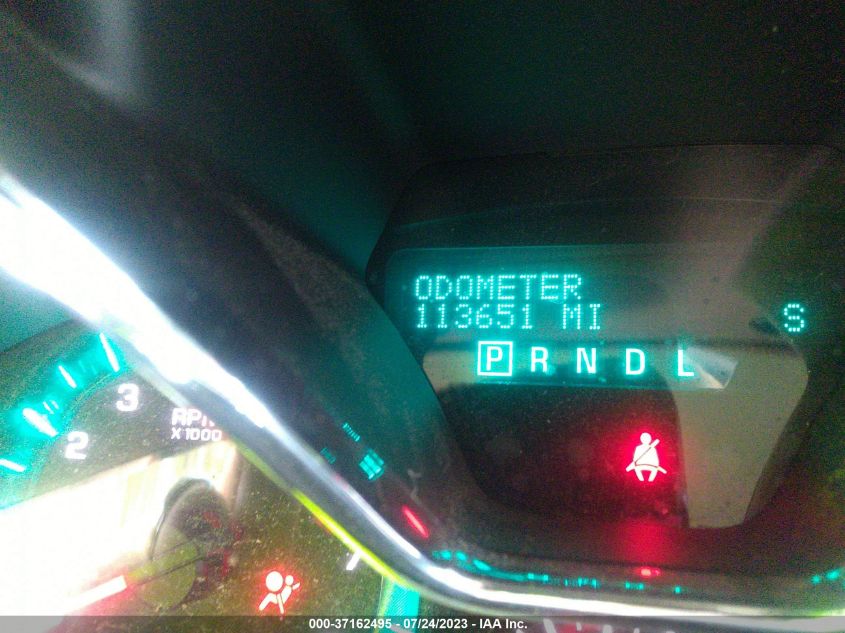 ODOMETER
113651 MI S
P R N D L
3
2
RPM
X1000
000-37162495 - 07/24/2023 - IAA Inc.